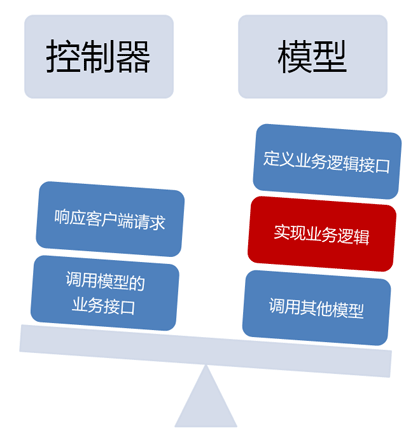 控制器
模型
定义业务逻辑接口
响应客户端请求
实现业务逻辑
调用模型的
业务接口
调用其他模型